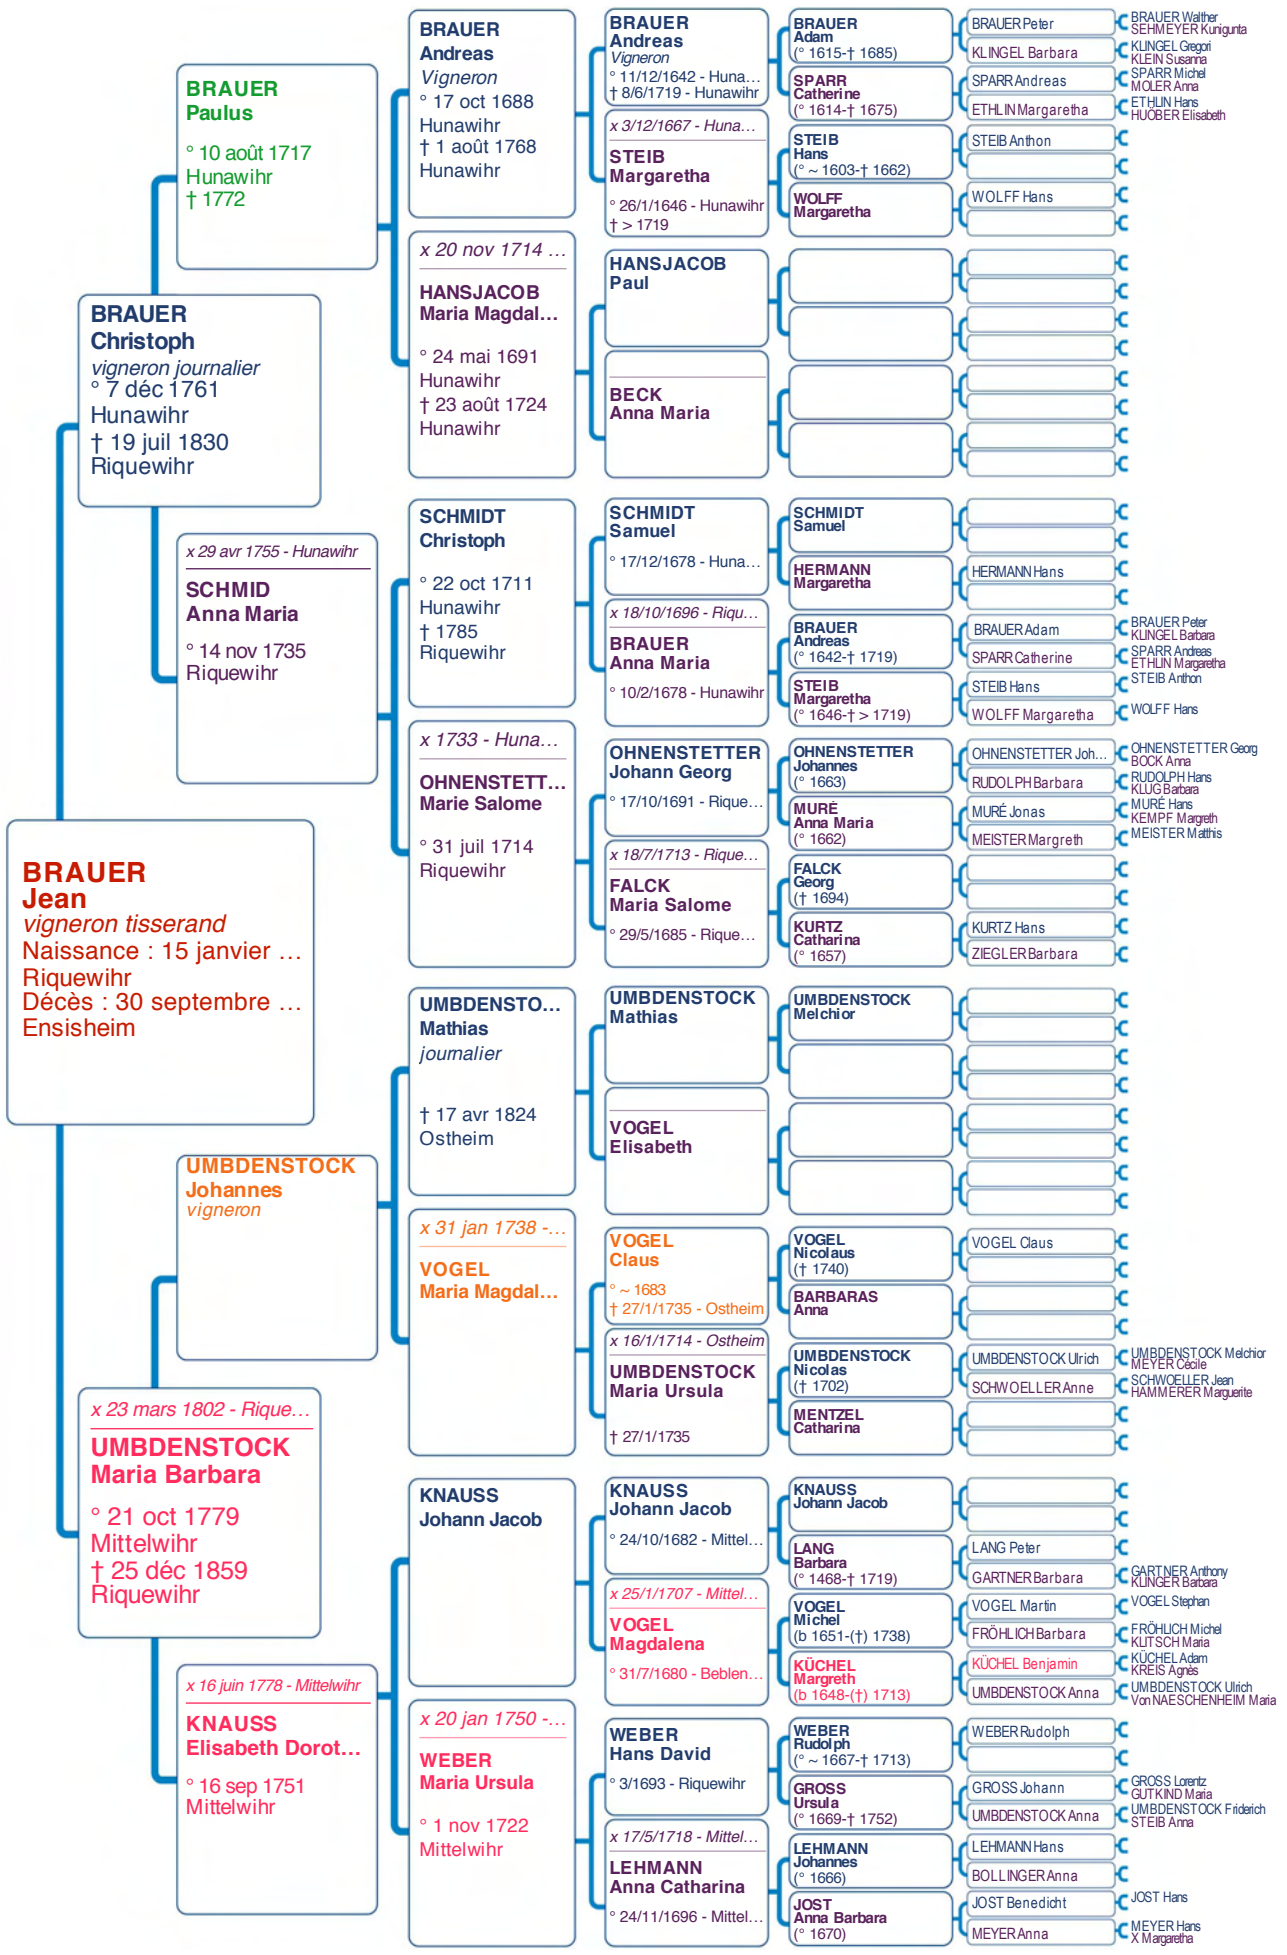 BRAUER
Jean
vigneron tisserand
Naissance : 15 janvier ...
Riquewihr
Décès : 30 septembre ...
Ensisheim
BRAUER
Christoph
vigneron journalier
° 7 déc 1761
Hunawihr
† 19 juil 1830
Riquewihr
x 23 mars 1802 - Rique...
UMBDENSTOCK
Maria Barbara
° 21 oct 1779
Mittelwihr
† 25 déc 1859
Riquewihr
BRAUER
Paulus
° 10 août 1717
Hunawihr
† 1772
x 29 avr 1755 - Hunawihr
SCHMID
Anna Maria
° 14 nov 1735
Riquewihr
UMBDENSTOCK
Johannes
vigneron
x 16 juin 1778 - Mittelwihr
KNAUSS
Elisabeth Dorot...
° 16 sep 1751
Mittelwihr
BRAUER
Andreas
Vigneron
° 17 oct 1688
Hunawihr
† 1 août 1768
Hunawihr
x 20 nov 1714 ...
HANSJACOB
Maria Magdal...
° 24 mai 1691
Hunawihr
† 23 août 1724
Hunawihr
SCHMIDT
Christoph
° 22 oct 1711
Hunawihr
† 1785
Riquewihr
x 1733 - Huna...
OHNENSTETT...
Marie Salome
° 31 juil 1714
Riquewihr
UMBDENSTO...
Mathias
journalier
† 17 avr 1824
Ostheim
x 31 jan 1738 -...
VOGEL
Maria Magdal...
KNAUSS
Johann Jacob
x 20 jan 1750 -...
WEBER
Maria Ursula
° 1 nov 1722
Mittelwihr
BRAUER
Andreas
Vigneron
° 11/12/1642 - Huna...
† 8/6/1719 - Hunawihr
x 3/12/1667 - Huna...
STEIB
Margaretha
° 26/1/1646 - Hunawihr
† > 1719
HANSJACOB
Paul
BECK
Anna Maria
SCHMIDT
Samuel
° 17/12/1678 - Huna...
x 18/10/1696 - Riqu...
BRAUER
Anna Maria
° 10/2/1678 - Hunawihr
OHNENSTETTER
Johann Georg
° 17/10/1691 - Rique...
x 18/7/1713 - Rique...
FALCK
Maria Salome
° 29/5/1685 - Rique...
UMBDENSTOCK
Mathias
VOGEL
Elisabeth
VOGEL
Claus
° ~ 1683
† 27/1/1735 - Ostheim
x 16/1/1714 - Ostheim
UMBDENSTOCK
Maria Ursula
† 27/1/1735
KNAUSS
Johann Jacob
° 24/10/1682 - Mittel...
x 25/1/1707 - Mittel...
VOGEL
Magdalena
° 31/7/1680 - Beblen...
WEBER
Hans David
° 3/1693 - Riquewihr
x 17/5/1718 - Mittel...
LEHMANN
Anna Catharina
° 24/11/1696 - Mittel...
BRAUER
Adam
(° 1615-† 1685)
SPARR
Catherine
(° 1614-† 1675)
STEIB
Hans
(° ~ 1603-† 1662)
WOLFF
Margaretha
SCHMIDT
Samuel
HERMANN
Margaretha
BRAUER
Andreas
(° 1642-† 1719)
STEIB
Margaretha
(° 1646-† > 1719)
OHNENSTETTER
Johannes
(° 1663)
MURÉ
Anna Maria
(° 1662)
FALCK
Georg
(† 1694)
KURTZ
Catharina
(° 1657)
UMBDENSTOCK
Melchior
VOGEL
Nicolaus
(† 1740)
BARBARAS
Anna
UMBDENSTOCK
Nicolas
(† 1702)
MENTZEL
Catharina
KNAUSS
Johann Jacob
LANG
Barbara
(° 1468-† 1719)
VOGEL
Michel
(b 1651-(†) 1738)
KÜCHEL
Margreth
(b 1648-(†) 1713)
WEBER
Rudolph
(° ~ 1667-† 1713)
GROSS
Ursula
(° 1669-† 1752)
LEHMANN
Johannes
(° 1666)
JOST
Anna Barbara
(° 1670)
BRAUER Peter
KLINGEL Barbara
SPARR Andreas
ETHLIN Margaretha
STEIB Anthon
WOLFF Hans
HERMANN Hans
BRAUER Adam
SPARR Catherine
STEIB Hans
WOLFF Margaretha
OHNENSTETTER Joh...
RUDOLPH Barbara
MURÉ Jonas
MEISTER Margreth
KURTZ Hans
ZIEGLER Barbara
VOGEL Claus
UMBDENSTOCK Ulrich
SCHWOELLER Anne
LANG Peter
GARTNER Barbara
VOGEL Martin
FRÖHLICH Barbara
KÜCHEL Benjamin
UMBDENSTOCK Anna
WEBER Rudolph
GROSS Johann
UMBDENSTOCK Anna
LEHMANN Hans
BOLLINGER Anna
JOST Benedicht
MEYER Anna
BRAUER Walther
SEHMEYER Kunigunta
KLINGEL Gregori
KLEIN Susanna
SPARR Michel
MOLER Anna
ETHLIN Hans
HUOBER Elisabeth
BRAUER Peter
KLINGEL Barbara
SPARR Andreas
ETHLIN Margaretha
STEIB Anthon
WOLFF Hans
OHNENSTETTER Georg
BOCK Anna
RUDOLPH Hans
KLUG Barbara
MURÉ Hans
KEMPF Margreth
MEISTER Matthis
UMBDENSTOCK Melchior
MEYER Cécile
SCHWOELLER Jean
HAMMERER Marguerite
GARTNER Anthony
KLINGER Barbara
VOGEL Stephan
FRÖHLICH Michel
KLITSCH Maria
KÜCHEL Adam
KREIS Agnès
UMBDENSTOCK Ulrich
Von NAESCHENHEIM Maria
GROSS Lorentz
GUTKIND Maria
UMBDENSTOCK Friderich
STEIB Anna
JOST Hans
MEYER Hans
X Margaretha